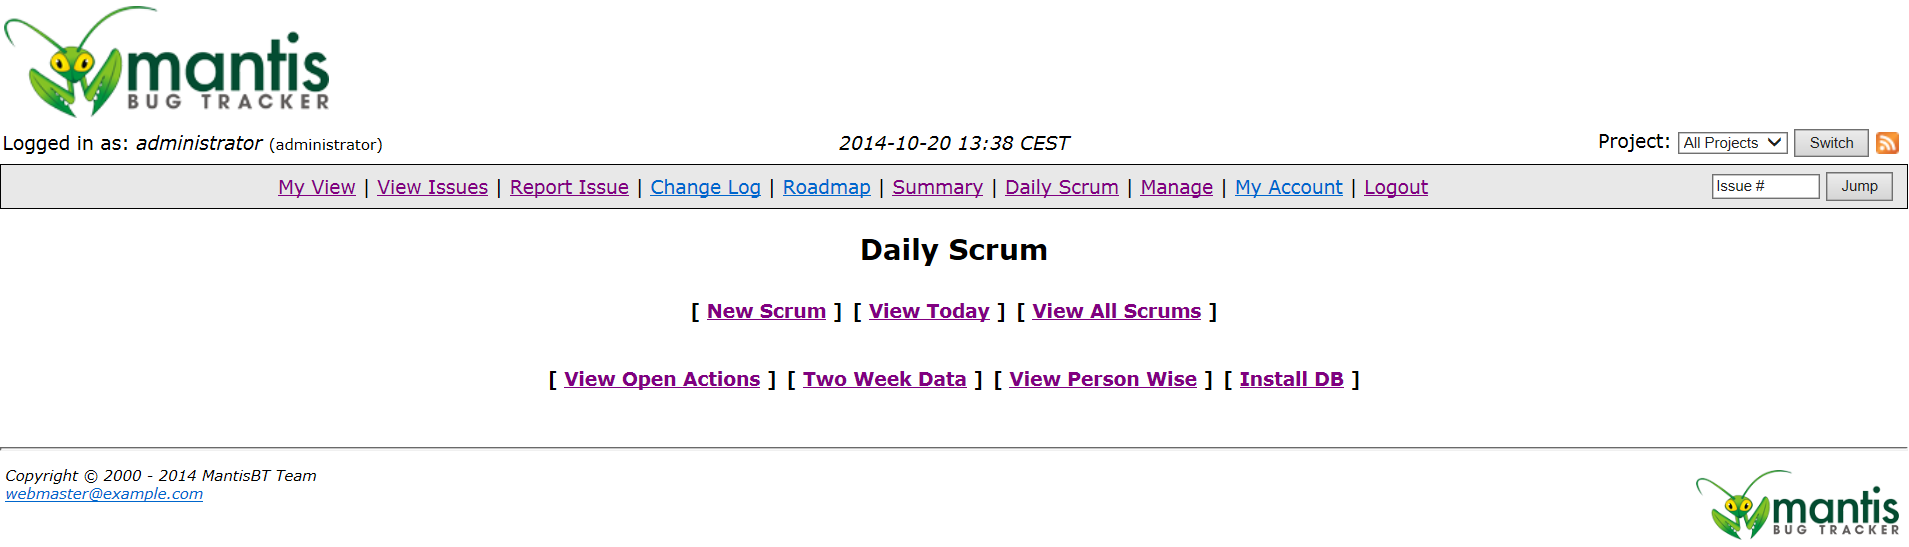 mantis
BUG TRACKER
Logged in as: administrator (administrator) 2014-10-20 13:38 CEST Project: All Projects Switch
My View | View Issues | Report Issue | Change Log | Roadmap | Summary | Daily Scrum | Manage | My Account | Logout Issue # Jump
Daily Scrum
[ New Scrum ] [ View Today ] [ View All Scrums ]
[ View Open Actions ] [ Two Week Data ] [ View Person Wise ] [ Install DB ]
Copyright © 2000 - 2014 MantisBT Team
webmaster@example.com
mantis
BUG TRACKER